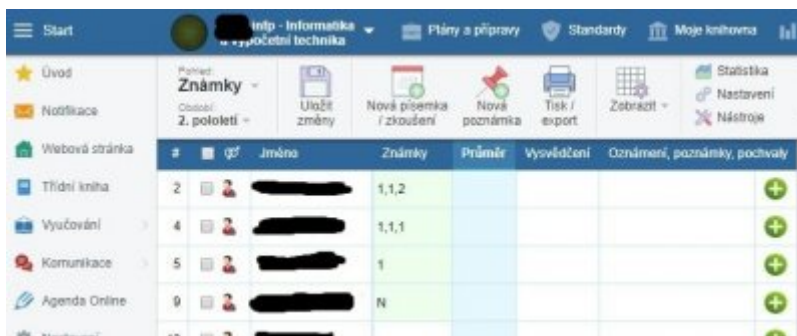 Start
intp - Informatika
a výpočetní technika
Plány a přípravy
Standardy
Moje knihovna
Úvod
Notifikace
Webová stránka
Třídní kniha
Vyučování
Komunikace
Agenda Online
Pohled:
Známky
Období:
2. pololetí
Uložit
změny
Nová písemka
/ zkoušení
Nová
poznámka
Tisk /
export
Zobrazit
Statistika
Nastavení
Nástroje
# Jméno Známky Průměr Vysvědčení Oznámení, poznámky, pochvaly
2 1,1,2
4 1,1,1
5 1
9 N